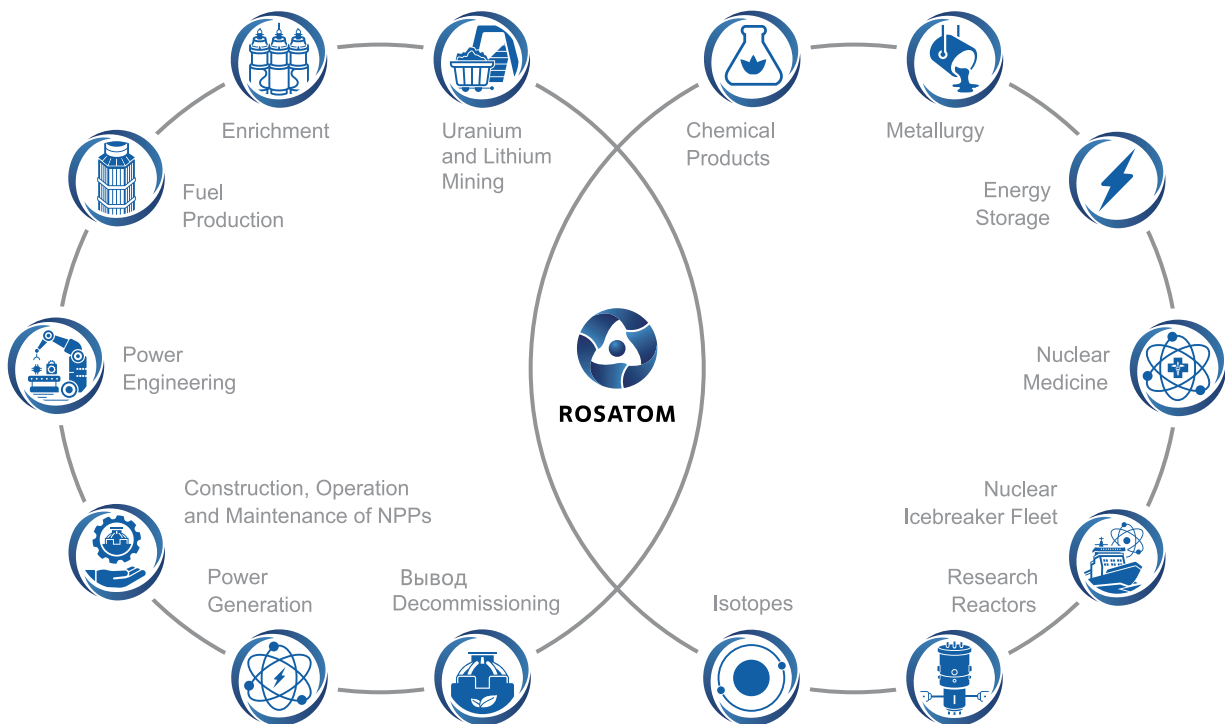 Enrichment
Uranium
and Lithium
Mining
Chemical
Products
Metallurgy
Fuel
Production
Energy
Storage
Power
Engineering
ROSATOM
Nuclear
Medicine
Construction, Operation
and Maintenance of NPPs
Nuclear
Icebreaker Fleet
Power
Generation
Вывод
Decommissioning
Isotopes
Research
Reactors